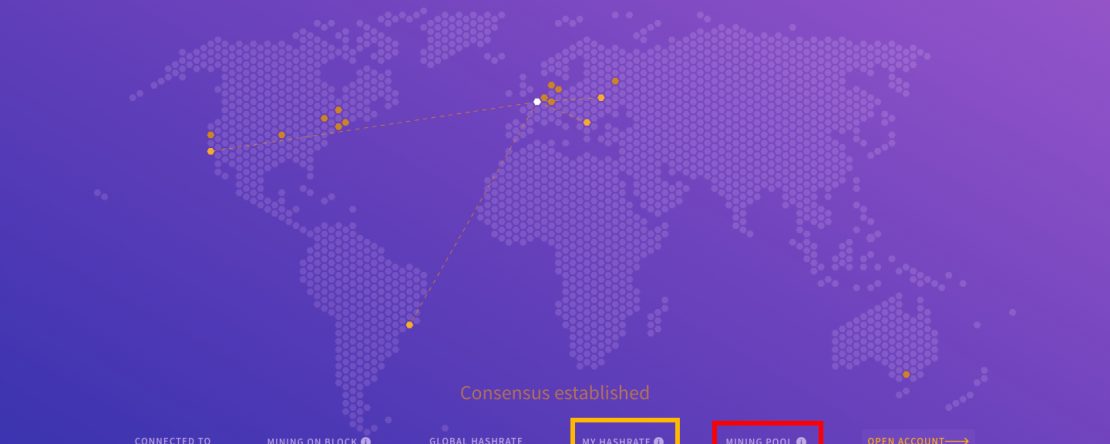 Consensus established
CONNECTED TO MINING ON BLOCK GLOBAL HASHRATE MY HASHRATE MINING POOL OPEN ACCOUNT